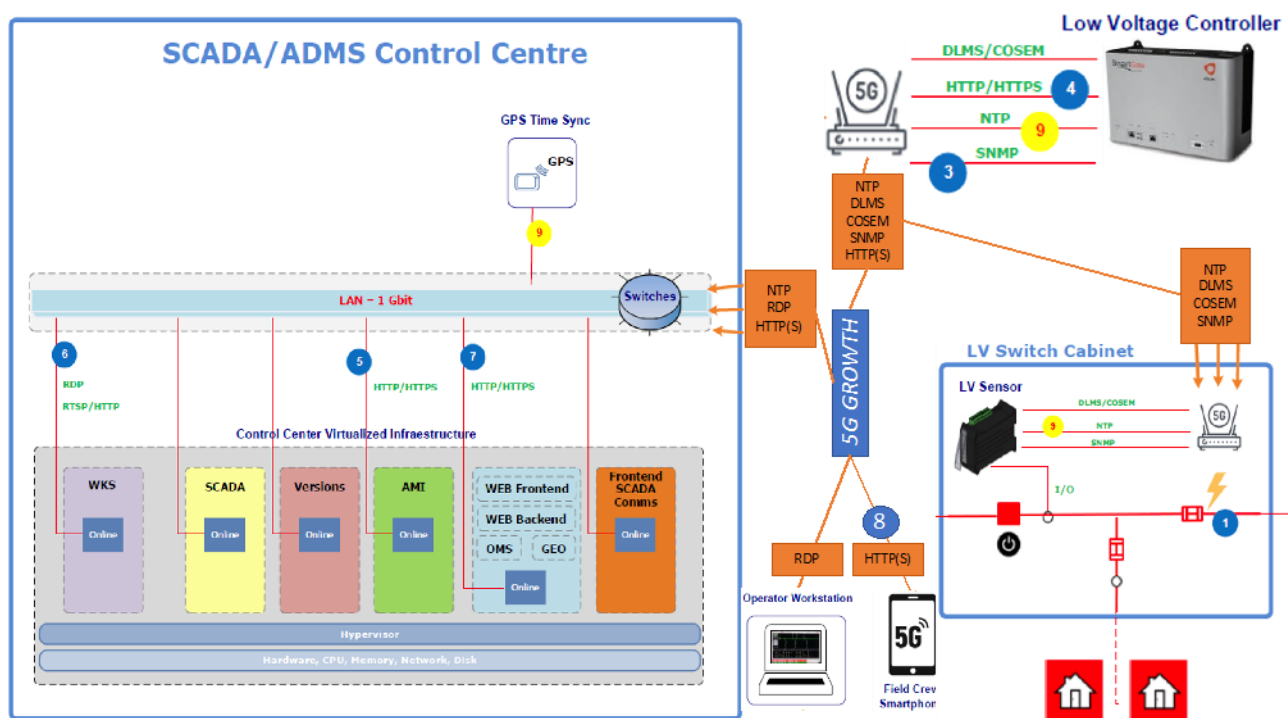 SCADA/ADMS Control Centre
GPS Time Sync
GPS
9
LAN – 1 Gbit
Switches
6
RDP
RTSP/HTTP
5
HTTP/HTTPS
7
HTTP/HTTPS
Control Center Virtualized Infraestructure
WKS
Online
SCADA
Online
Versions
Online
AMI
Online
WEB Frontend
WEB Backend
OMS
GEO
Online
Frontend
SCADA
Comms
Online
Hypervisor
Hardware, CPU, Memory, Network, Disk
NTP
RDP
HTTP(S)
Low Voltage Controller
5G
DLMS/COSEM
HTTP/HTTPS
4
NTP
9
SNMP
3
NTP
DLMS
COSEM
SNMP
HTTP(S)
5G GROWTH
NTP
DLMS
COSEM
SNMP
LV Switch Cabinet
LV Sensor
DLMS/COSEM
9
NTP
SNMP
5G
I/O
1
8
RDP
HTTP(S)
Operator Workstation
5G
Field Crew
Smartphon